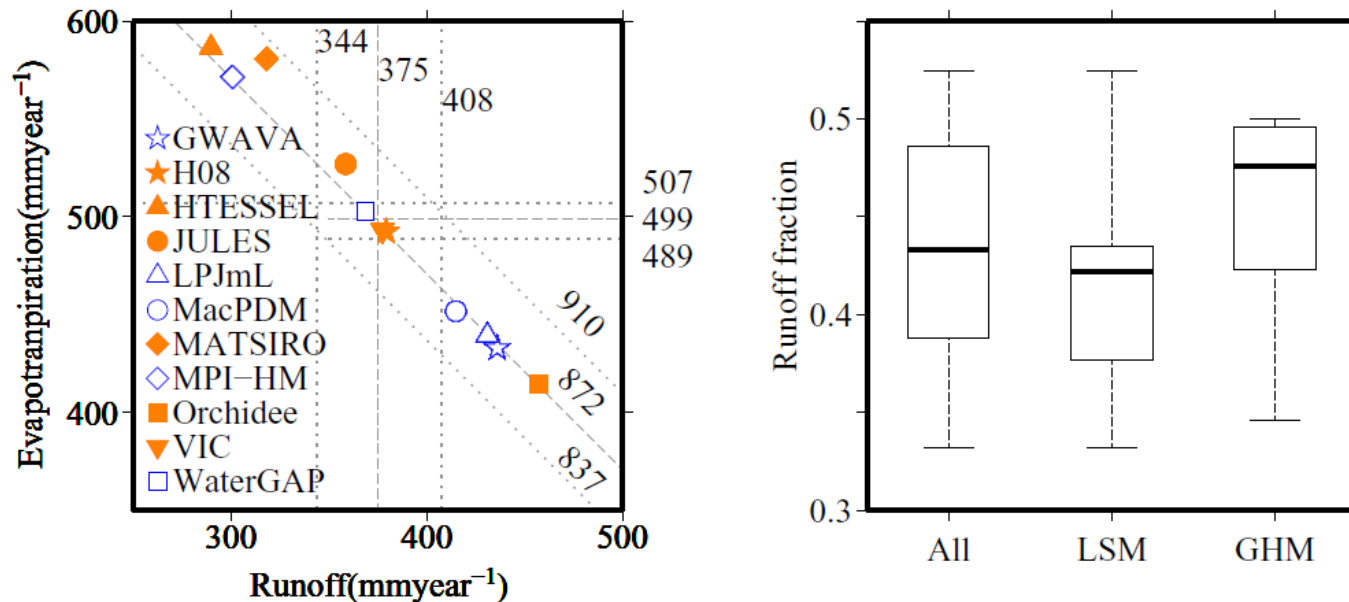 600
500
400
Evapotranpiration(mmyear⁻¹)
344
375
408
GWAVA
H08
HTESSEL
JULES
LPJmL
MacPDM
MATSIRO
MPI−HM
Orchidee
VIC
WaterGAP
507
499
489
910
872
837
300
400
500
Runoff(mmyear⁻¹)
0.5
0.4
0.3
Runoff fraction
All
LSM
GHM